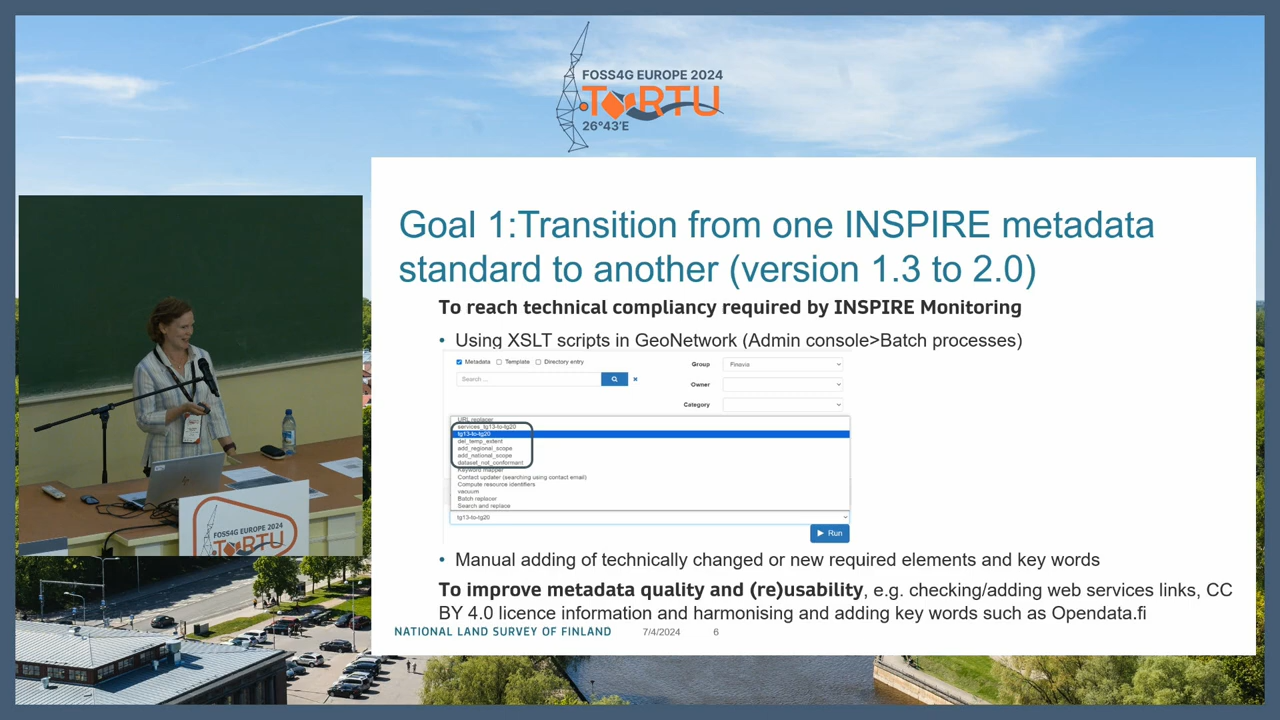 FOSS4G EUROPE 2024
TARTU
26°43'E
Goal 1:Transition from one INSPIRE metadata
standard to another (version 1.3 to 2.0)
To reach technical compliancy required by INSPIRE Monitoring
• Using XSLT scripts in GeoNetwork (Admin console>Batch processes)
Metadata Template Directory entry
Group Finevia
Search ...
Owner
Category
URL replacer
services_tg13-to-tg20
tg13-to-tg20
del_temp_extent
add_regional_scope
add_national_scope
dataset_not_conformant
Keyword mapper
Contact updater (searching using contact email)
Compute resource identifiers
vacuum
Batch replacer
Search and replace
tg13-to-tg20
Run
• Manual adding of technically changed or new required elements and key words
To improve metadata quality and (re)usability, e.g. checking/adding web services links, CC
BY 4.0 licence information and harmonising and adding key words such as Opendata.fi
NATIONAL LAND SURVEY OF FINLAND 7/4/2024 6
FOSS4G EUROPE 2024
TARTU